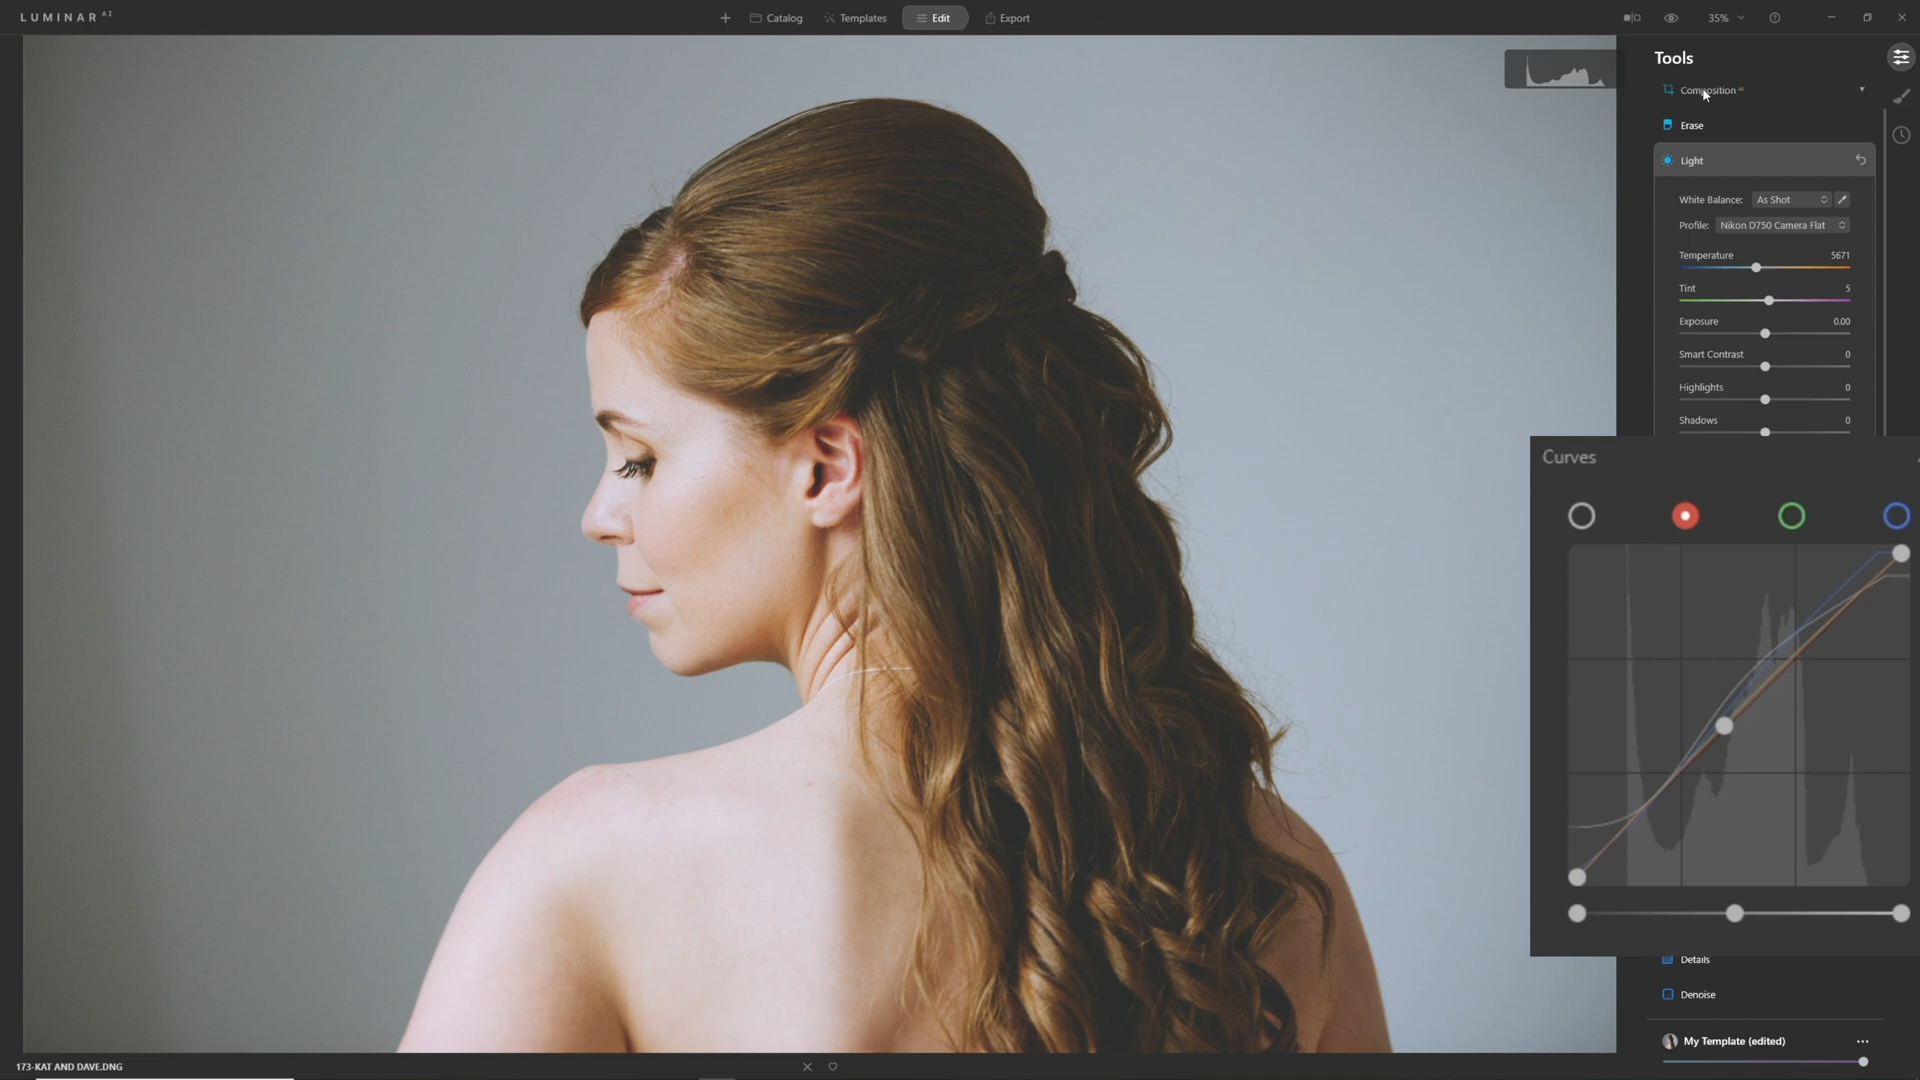 LUMINAR AI
Catalog
Templates
Edit
Export
35%
Tools
Composition AI
Erase
Light
White Balance: As Shot
Profile: Nikon D750 Camera Flat
Temperature 5671
Tint 5
Exposure 0.00
Smart Contrast 0
Highlights 0
Shadows 0
Curves
Details
Denoise
My Template (edited)
173-KAT AND DAVE.DNG